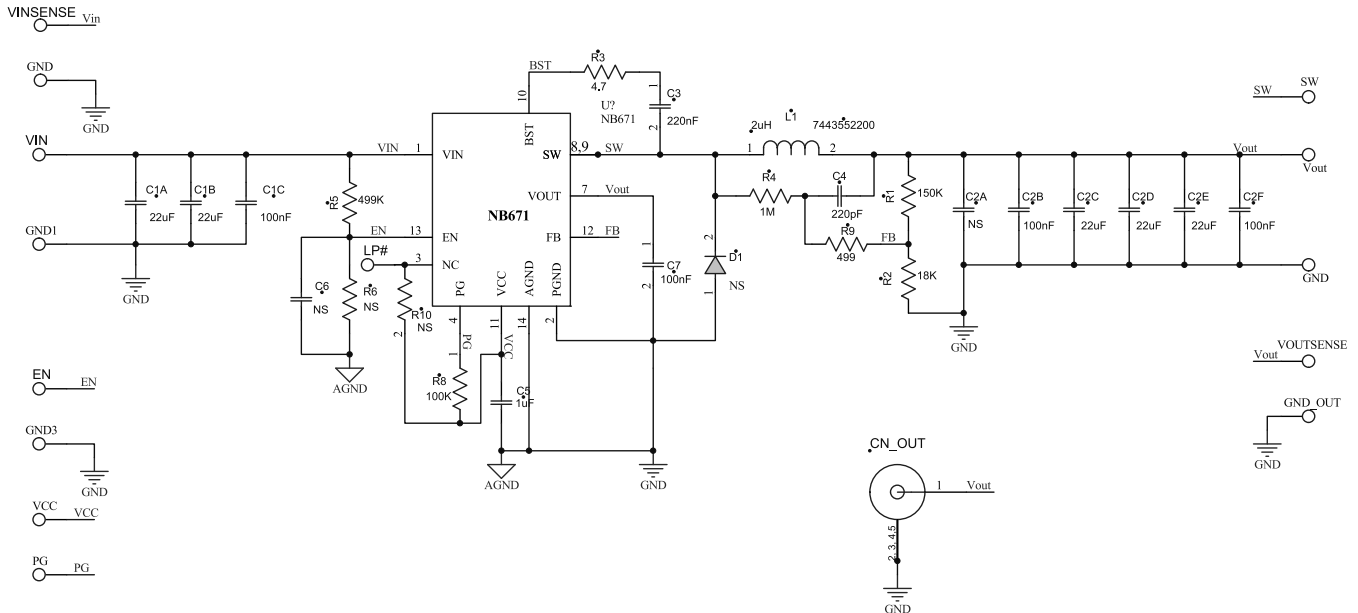 VINSENSE
Vin
GND
GND
VIN
VIN
C1A
22uF
C1B
22uF
C1C
100nF
GND1
GND
R5
499K
EN
LP#
C6
NS
R6
NS
AGND
R10
NS
2
BST
R3
4.7
C3
220nF
1
2
U?
NB671
10
BST
1
VIN
SW
8,9
SW
VOUT
7
Vout
NB671
13
EN
FB
12
FB
3
NC
PG
VCC
AGND
PGND
4
11
14
2
PG
VCC
1
R8
100K
C5
1uF
AGND
GND
1
C7
100nF
2
2
D1
NS
1
2uH
L1
7443552200
1
2
R4
1M
C4
220pF
R9
499
FB
R1
150K
R2
18K
C2A
NS
C2B
100nF
C2C
22uF
C2D
22uF
C2E
22uF
C2F
100nF
GND
SW
SW
Vout
Vout
GND
Vout
VOUTSENSE
GND_OUT
GND
EN
EN
GND3
GND
VCC
VCC
PG
PG
CN_OUT
1
Vout
2, 3, 4,5
GND